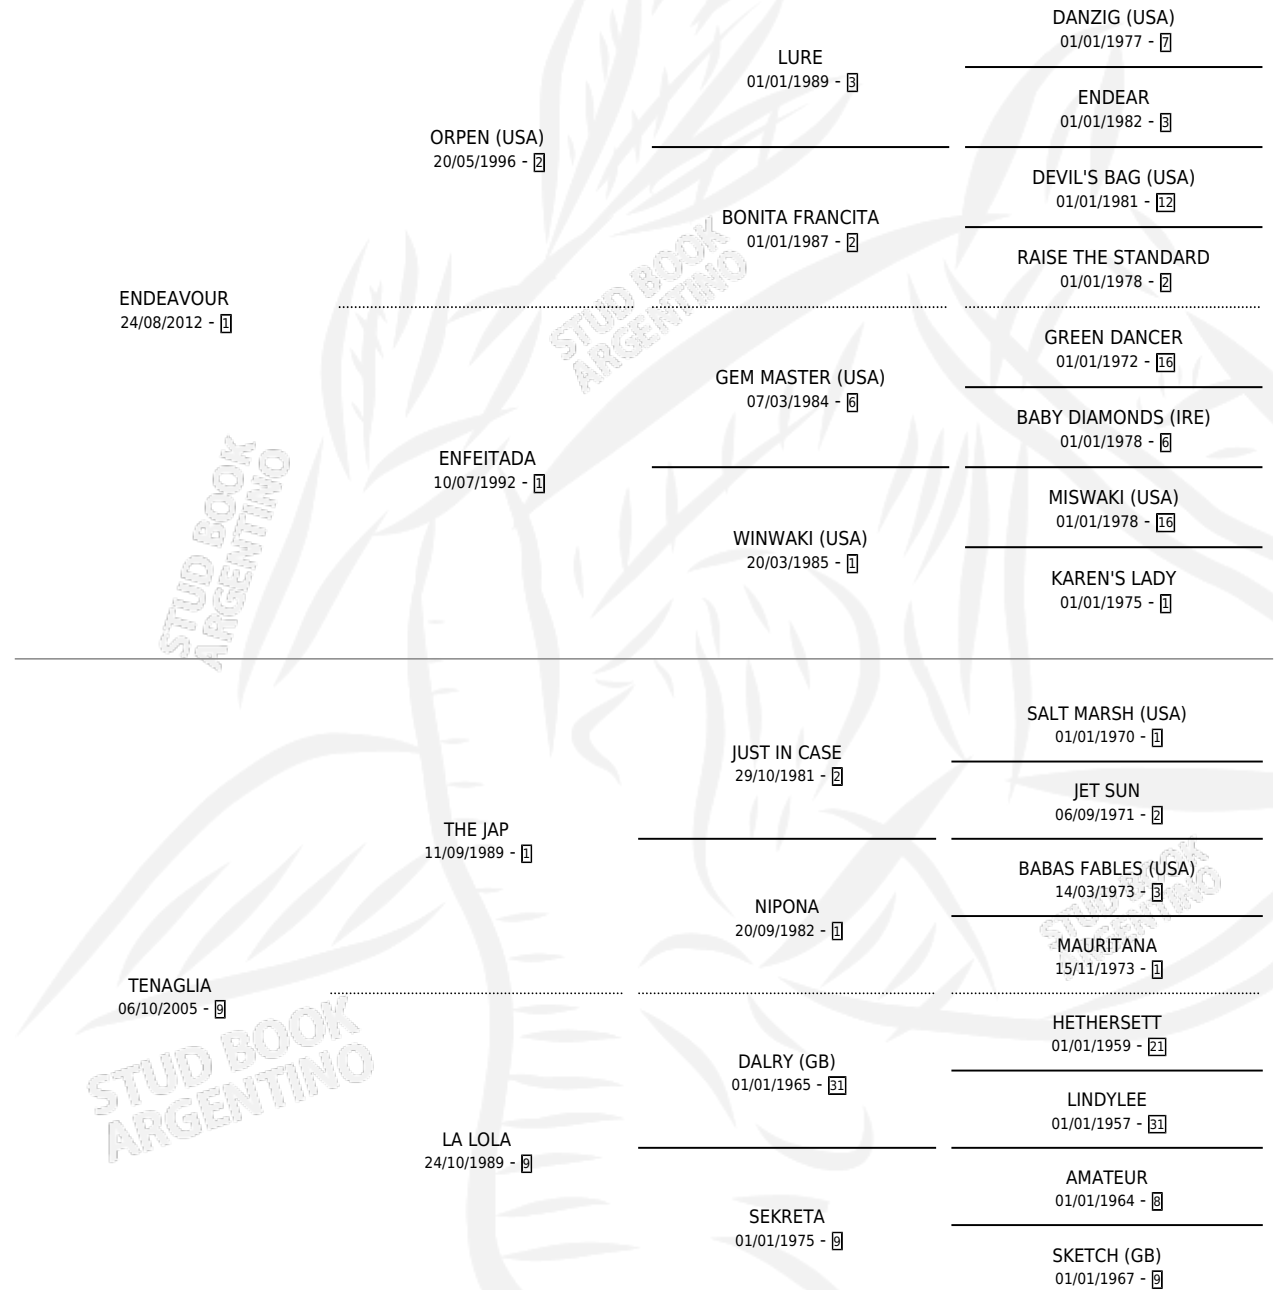 DANZIG (USA)
01/01/1977 - 7
LURE
01/01/1989 - 3
ENDEAR
01/01/1982 - 3
ORPEN (USA)
20/05/1996 - 2
DEVIL'S BAG (USA)
01/01/1981 - 12
BONITA FRANCITA
01/01/1987 - 2
RAISE THE STANDARD
01/01/1978 - 2
ENDEAVOUR
24/08/2012 - 1
STUD BOOK
ARGENTINO
GREEN DANCER
01/01/1972 - 16
GEM MASTER (USA)
07/03/1984 - 6
BABY DIAMONDS (IRE)
01/01/1978 - 6
ENFEITADA
10/07/1992 - 1
MISWAKI (USA)
01/01/1978 - 16
WINWAKI (USA)
20/03/1985 - 1
KAREN'S LADY
01/01/1975 - 1
STUD BOOK
ARGENTINO
SALT MARSH (USA)
01/01/1970 - 1
JUST IN CASE
29/10/1981 - 2
JET SUN
06/09/1971 - 2
THE JAP
11/09/1989 - 1
BABAS FABLES (USA)
14/03/1973 - 3
NIPONA
20/09/1982 - 1
MAURITANA
15/11/1973 - 1
STUD BOOK
ARGENTINO
TENAGLIA
06/10/2005 - 9
HETHERSETT
01/01/1959 - 21
DALRY (GB)
01/01/1965 - 31
LINDYLEE
01/01/1957 - 31
STUD BOOK
ARGENTINO
LA LOLA
24/10/1989 - 9
AMATEUR
01/01/1964 - 8
SEKRETA
01/01/1975 - 9
SKETCH (GB)
01/01/1967 - 9